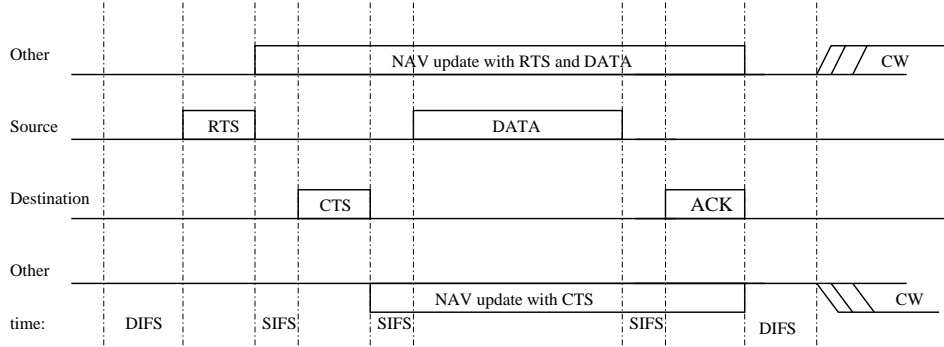 Other
NAV update with RTS and DATA
CW
Source
RTS
DATA
Destination
CTS
ACK
Other
NAV update with CTS
CW
time:
DIFS
SIFS
SIFS
SIFS
DIFS